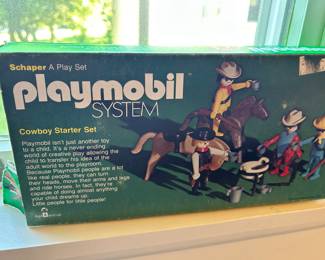 Schaper A Play Set
playmobil
SYSTEM
Cowboy Starter Set
Playmobil isn't just another toy
to a child. It's a never ending
world of creative play allowing the
child to transfer his idea of the
adult world to the playroom.
Because Playmobil people are a lot
like real people, they can turn
their heads, move their arms and legs
and ride horses. In fact, they're
capable of doing almost anything
your child dreams up.
Little people for little people!